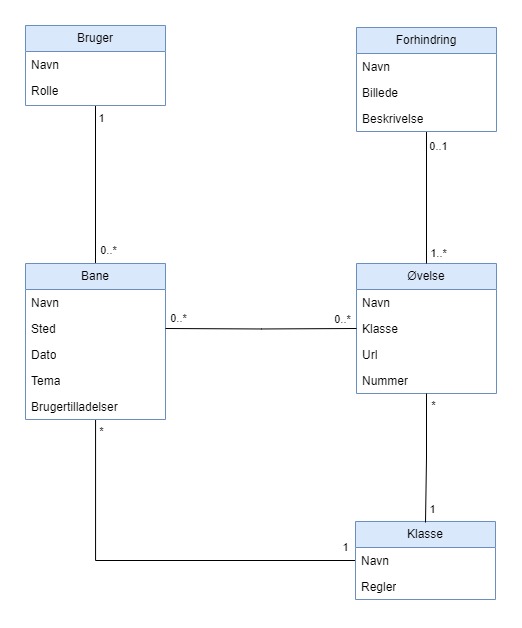 Bruger
Navn
Rolle
1
0..*
Forhindring
Navn
Billede
Beskrivelse
0..1
1..*
Bane
Navn
Sted
Dato
Tema
Brugertilladelser
0..*
0..*
*
Øvelse
Navn
Klasse
Url
Nummer
*
1
1
Klasse
Navn
Regler